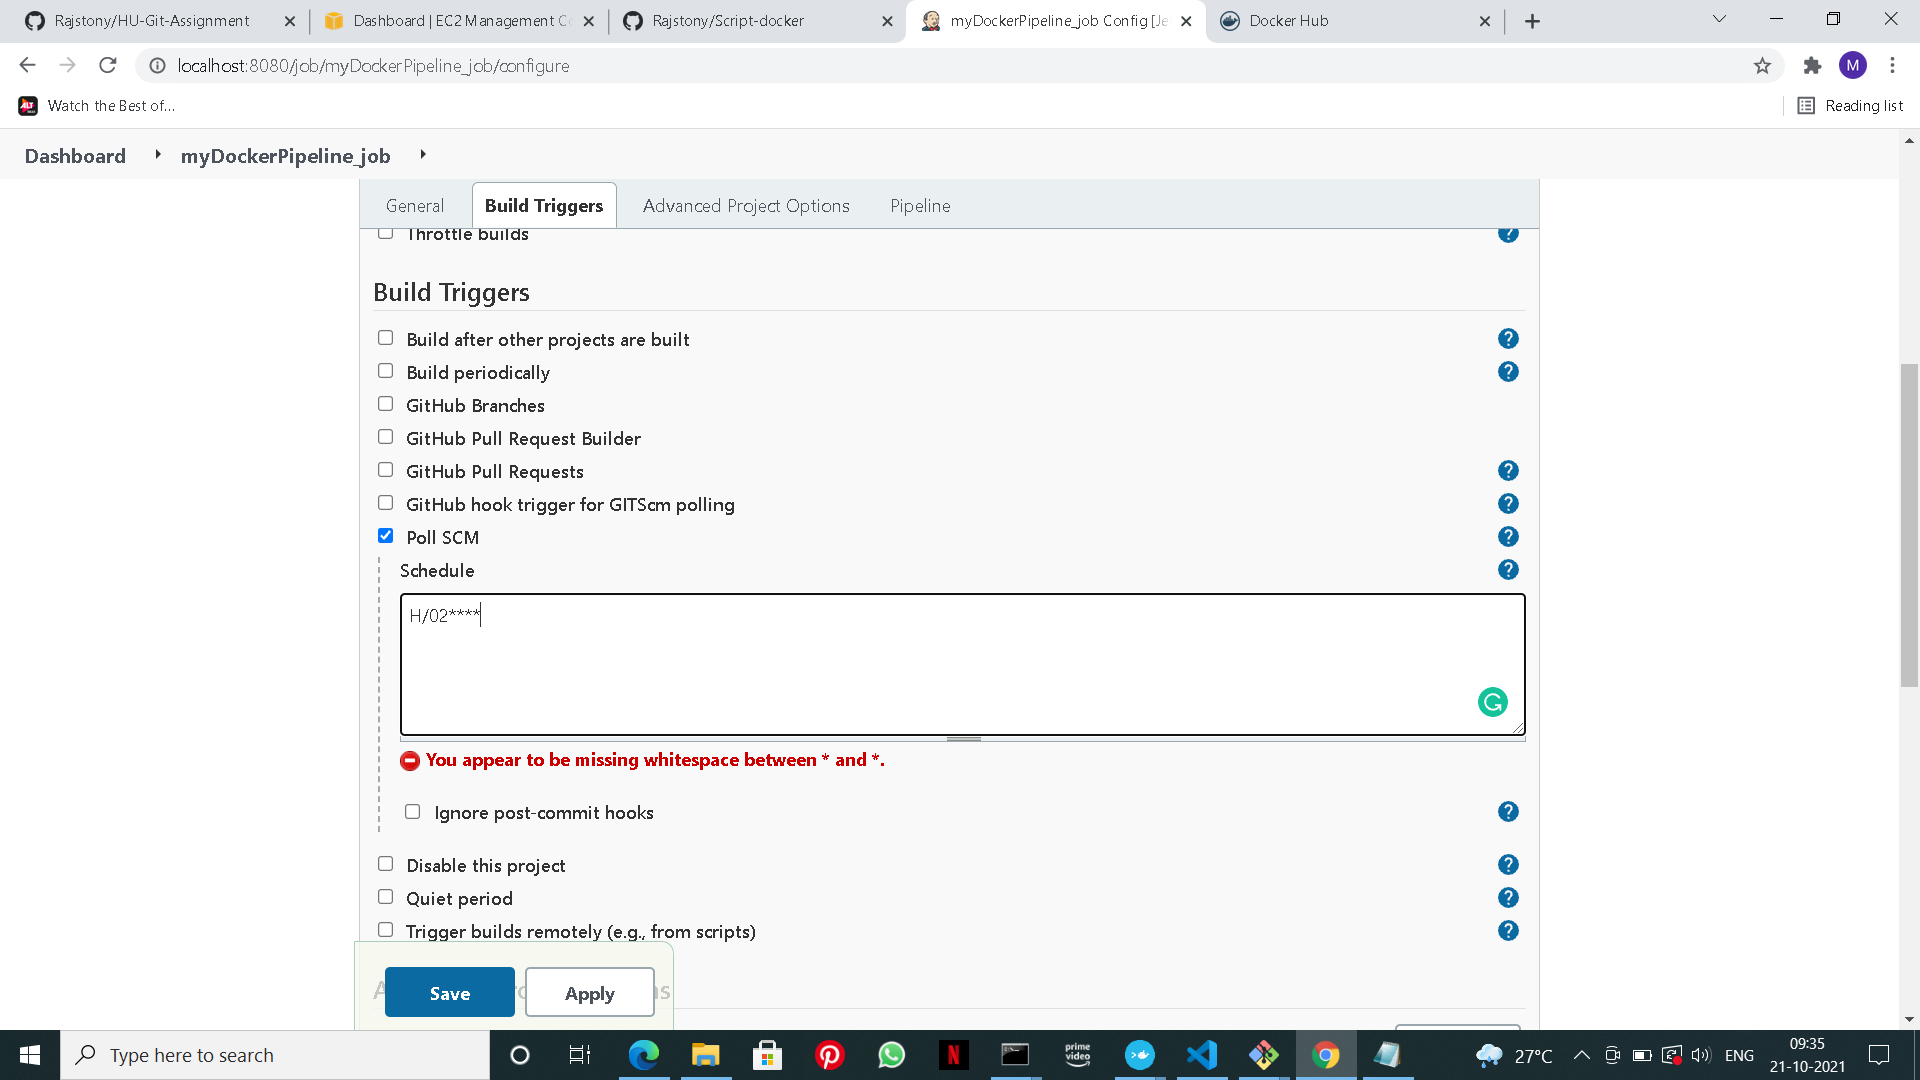 Rajstony/HU-Git-Assignment
Dashboard | EC2 Management Co
Rajstony/Script-docker
myDockerPipeline_job Config [Je
Docker Hub
localhost:8080/job/myDockerPipeline_job/configure
M
Watch the Best of...
Reading list
Dashboard
myDockerPipeline_job
General
Build Triggers
Advanced Project Options
Pipeline
Throttle builds
Build Triggers
Build after other projects are built
Build periodically
GitHub Branches
GitHub Pull Request Builder
GitHub Pull Requests
GitHub hook trigger for GITScm polling
Poll SCM
Schedule
H/02****
You appear to be missing whitespace between * and *.
Ignore post-commit hooks
Disable this project
Quiet period
Trigger builds remotely (e.g., from scripts)
Save
Apply
Type here to search
prime video
27°C
ENG
09:35
21-10-2021